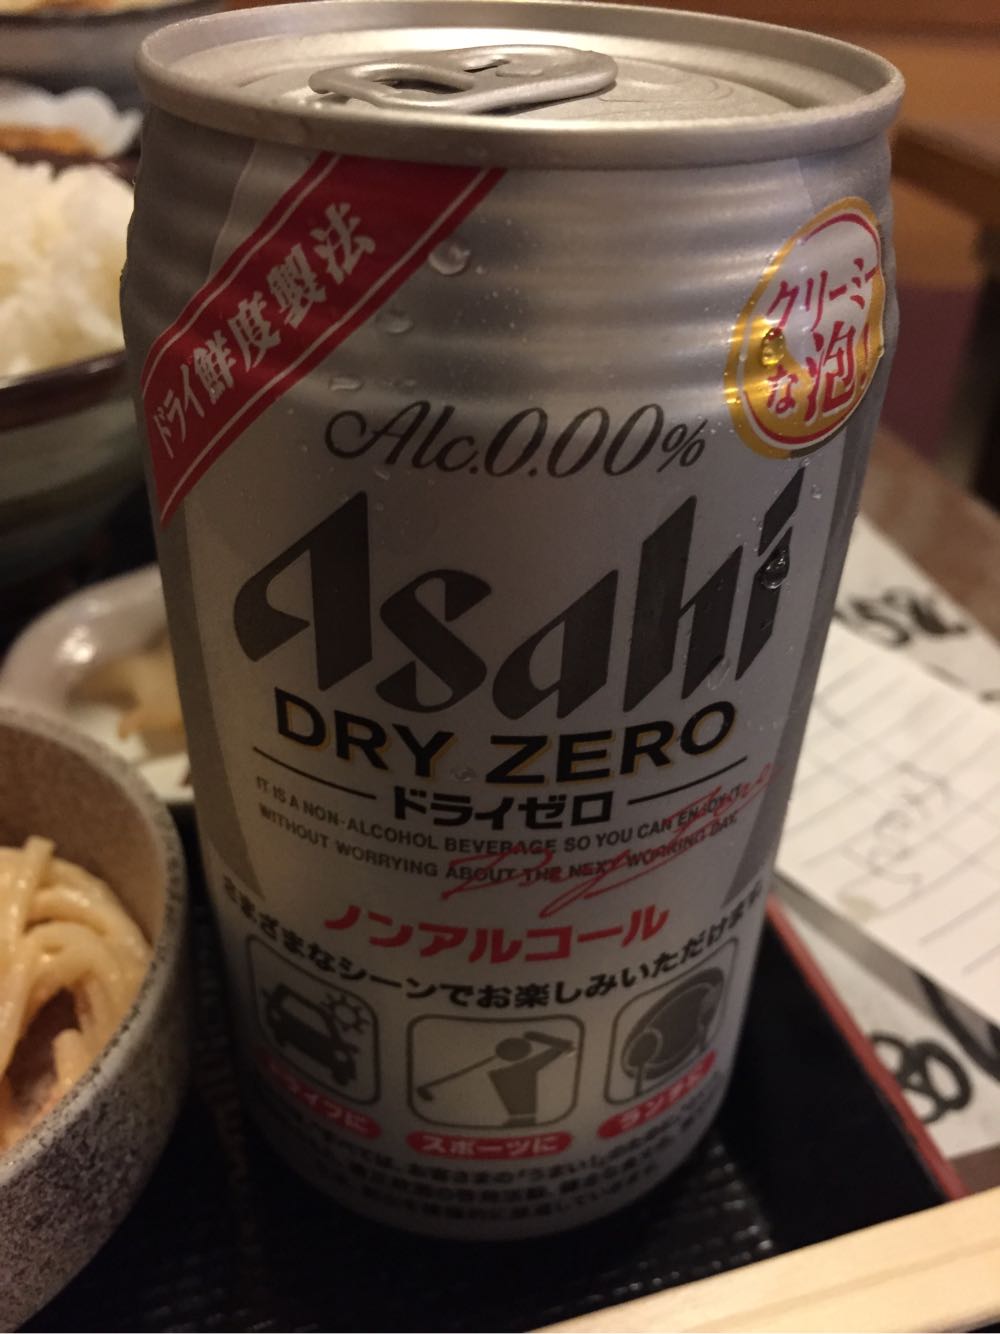 ドライ鮮度製法
クリーミー
な泡!
Alc.0.00%
Asahi
DRY ZERO
ドライゼロ
IT IS A NON-ALCOHOL BEVERAGE SO YOU CAN ENJOY IT
WITHOUT WORRYING ABOUT THE NEXT WORKING DAY.
ノンアルコール
さまざまなシーンでお楽しみいただけます。
ドライブに
スポーツに
ランチに